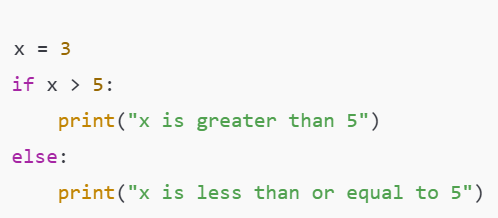 x = 3
if x > 5:
    print("x is greater than 5")
else:
    print("x is less than or equal to 5")